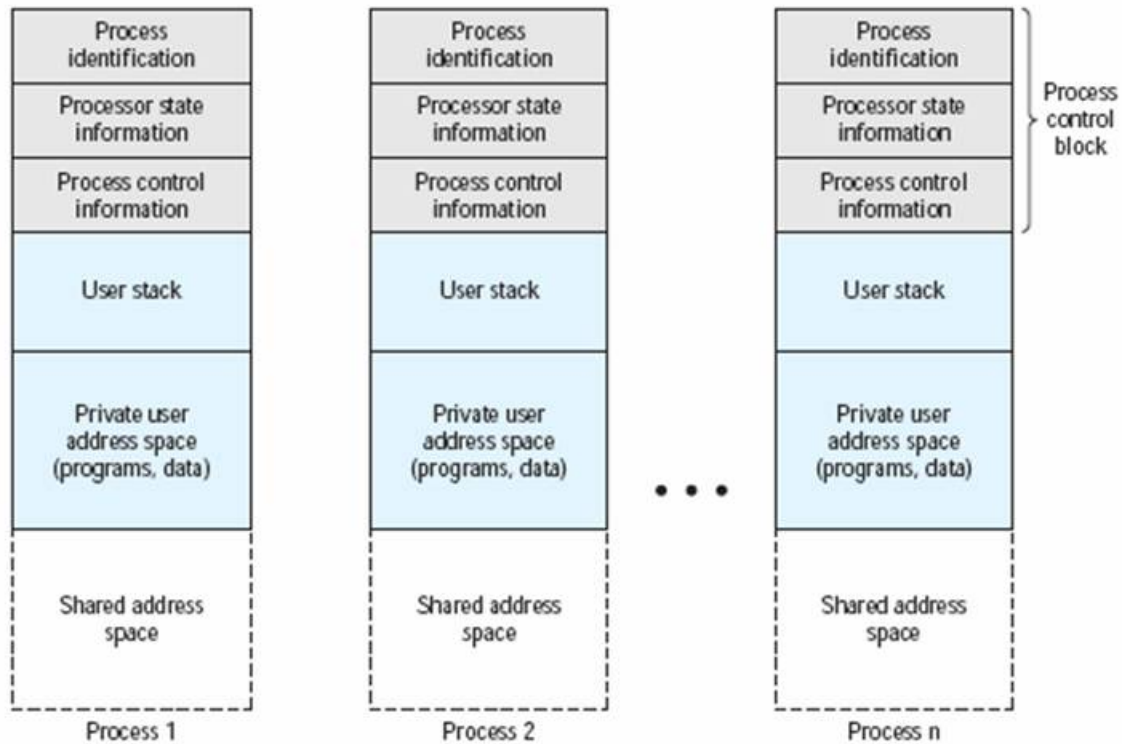 Process
identification
Processor state
information
Process control
information
User stack
Private user
address space
(programs, data)
Shared address
space
Process 1
Process
identification
Processor state
information
Process control
information
User stack
Private user
address space
(programs, data)
Shared address
space
Process 2
• • •
Process
identification
Processor state
information
Process control
information
User stack
Private user
address space
(programs, data)
Shared address
space
Process n
Process
control
block